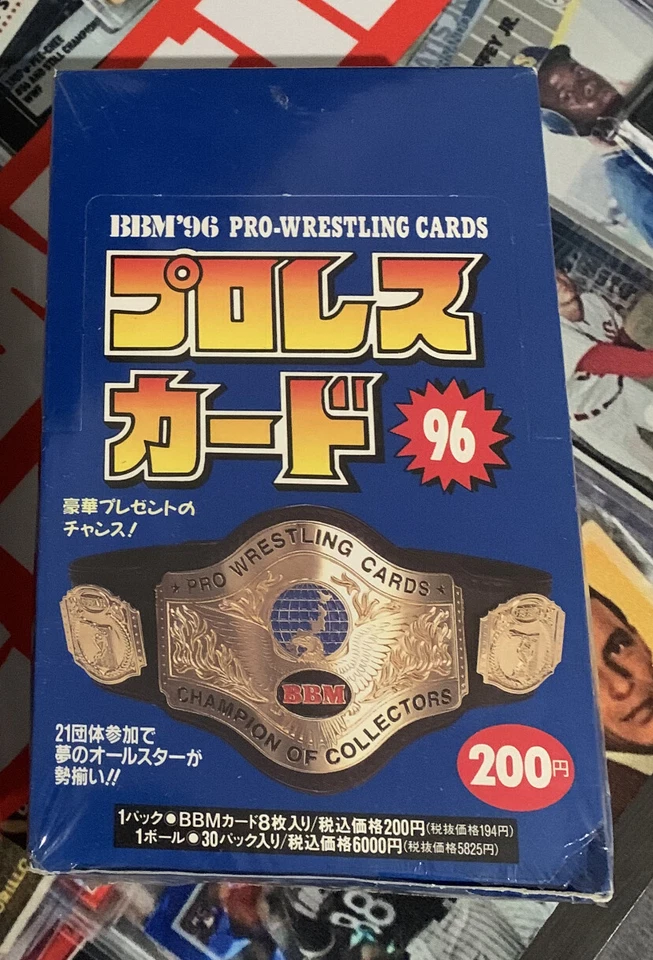 FFEY JR.
BBM'96 PRO-WRESTLING CARDS
プロレス
カード
96
豪華プレゼントの
チャンス!
★ PRO WRESTLING CARDS ★
BBM
CHAMPION OF COLLECTORS
21団体参加で
夢のオールスターが
勢揃い!!
200円
1パック●BBMカード8枚入り/税込価格200円(税抜価格194円)
1ボール●30パック入り/税込価格6000円(税抜価格5825円)
88